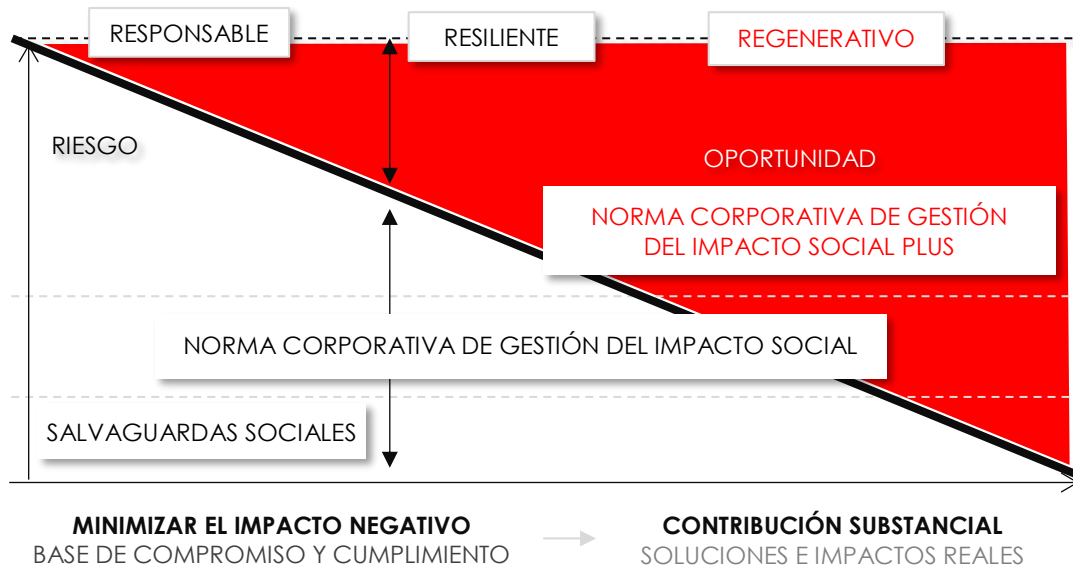 RESPONSABLE
RESILIENTE
REGENERATIVO
RIESGO
OPORTUNIDAD
NORMA CORPORATIVA DE GESTIÓN
DEL IMPACTO SOCIAL PLUS
NORMA CORPORATIVA DE GESTIÓN DEL IMPACTO SOCIAL
SALVAGUARDAS SOCIALES
MINIMIZAR EL IMPACTO NEGATIVO
BASE DE COMPROMISO Y CUMPLIMIENTO
CONTRIBUCIÓN SUBSTANCIAL
SOLUCIONES E IMPACTOS REALES